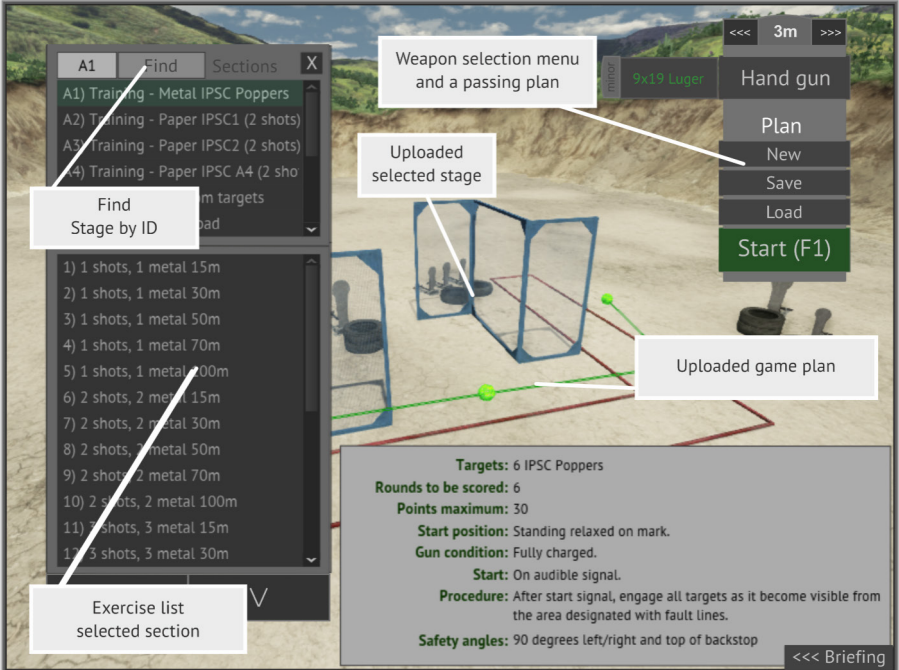 A1
Find
Sections
X
A1) Training - Metal IPSC Poppers
A2) Training - Paper IPSC1 (2 shots)
A3) Training - Paper IPSC2 (2 shots)
A4) Training - Paper IPSC A4 (2 sho
om targets
oad
Find
Stage by ID
1) 1 shots, 1 metal 15m
2) 1 shots, 1 metal 30m
3) 1 shots, 1 metal 50m
4) 1 shots, 1 metal 70m
5) 1 shots, 1 metal 100m
6) 2 shots, 2 metal 15m
7) 2 shots, 2 metal 30m
8) 2 shots, 2 metal 50m
9) 2 shots, 2 metal 70m
10) 2 shots, 2 metal 100m
11) 3 shots, 3 metal 15m
12) 3 shots, 3 metal 30m
Exercise list
selected section
Uploaded
selected stage
Weapon selection menu
and a passing plan
minor
9x19 Luger
<<< 3m >>>
Hand gun
Plan
New
Save
Load
Start (F1)
Uploaded game plan
Targets: 6 IPSC Poppers
Rounds to be scored: 6
Points maximum: 30
Start position: Standing relaxed on mark.
Gun condition: Fully charged.
Start: On audible signal.
Procedure: After start signal, engage all targets as it become visible from
the area designated with fault lines.
Safety angles: 90 degrees left/right and top of backstop
<<< Briefing